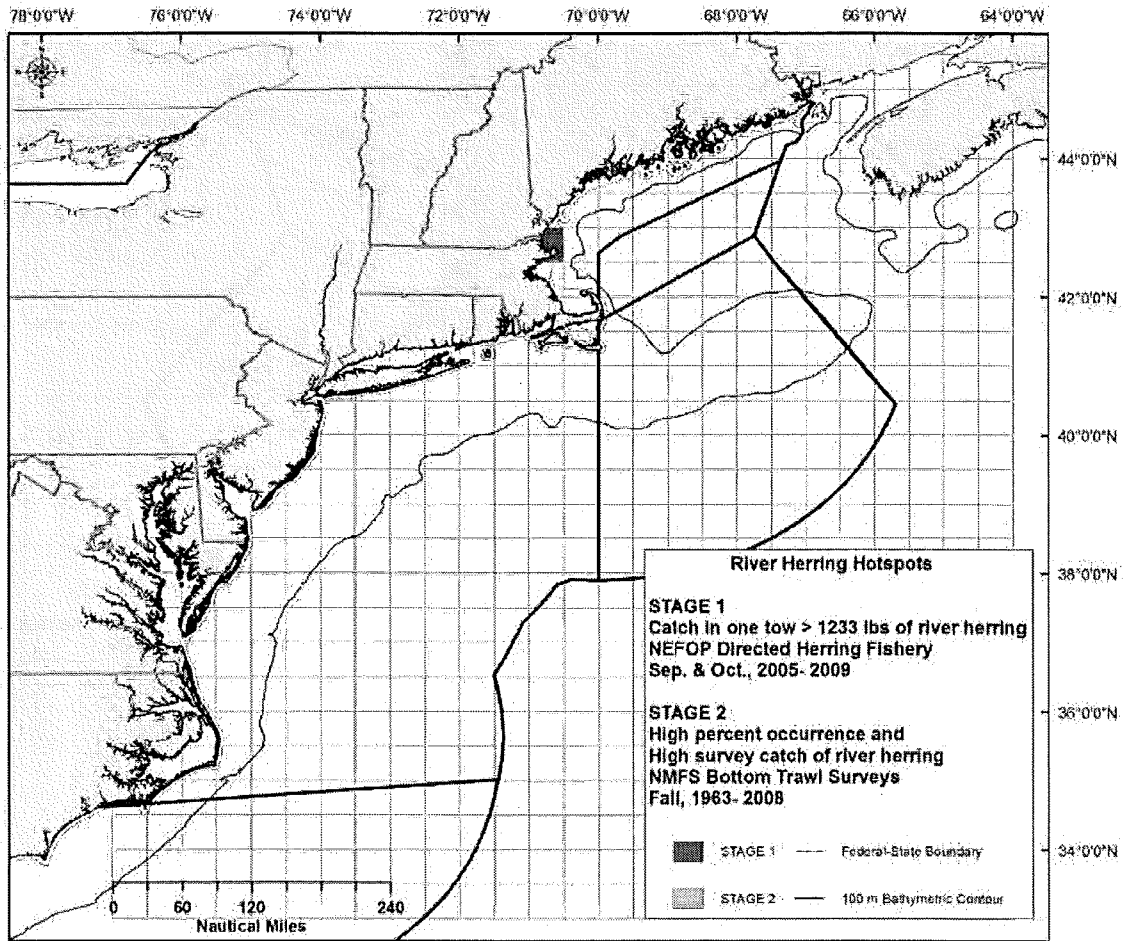 78°0'0"W 76°0'0"W 74°0'0"W 72°0'0"W 70°0'0"W 68°0'0"W 66°0'0"W 64°0'0"W
44°0'0"N
42°0'0"N
40°0'0"N
38°0'0"N
36°0'0"N
34°0'0"N
River Herring Hotspots
STAGE 1
Catch in one tow > 1233 lbs of river herring
NEFOP Directed Herring Fishery
Sep. & Oct., 2005- 2009
STAGE 2
High percent occurrence and
High survey catch of river herring
NMFS Bottom Trawl Surveys
Fall, 1963- 2008
STAGE 1 Federal-State Boundary
STAGE 2 100 m Bathymetric Contour
0 60 120 240
Nautical Miles